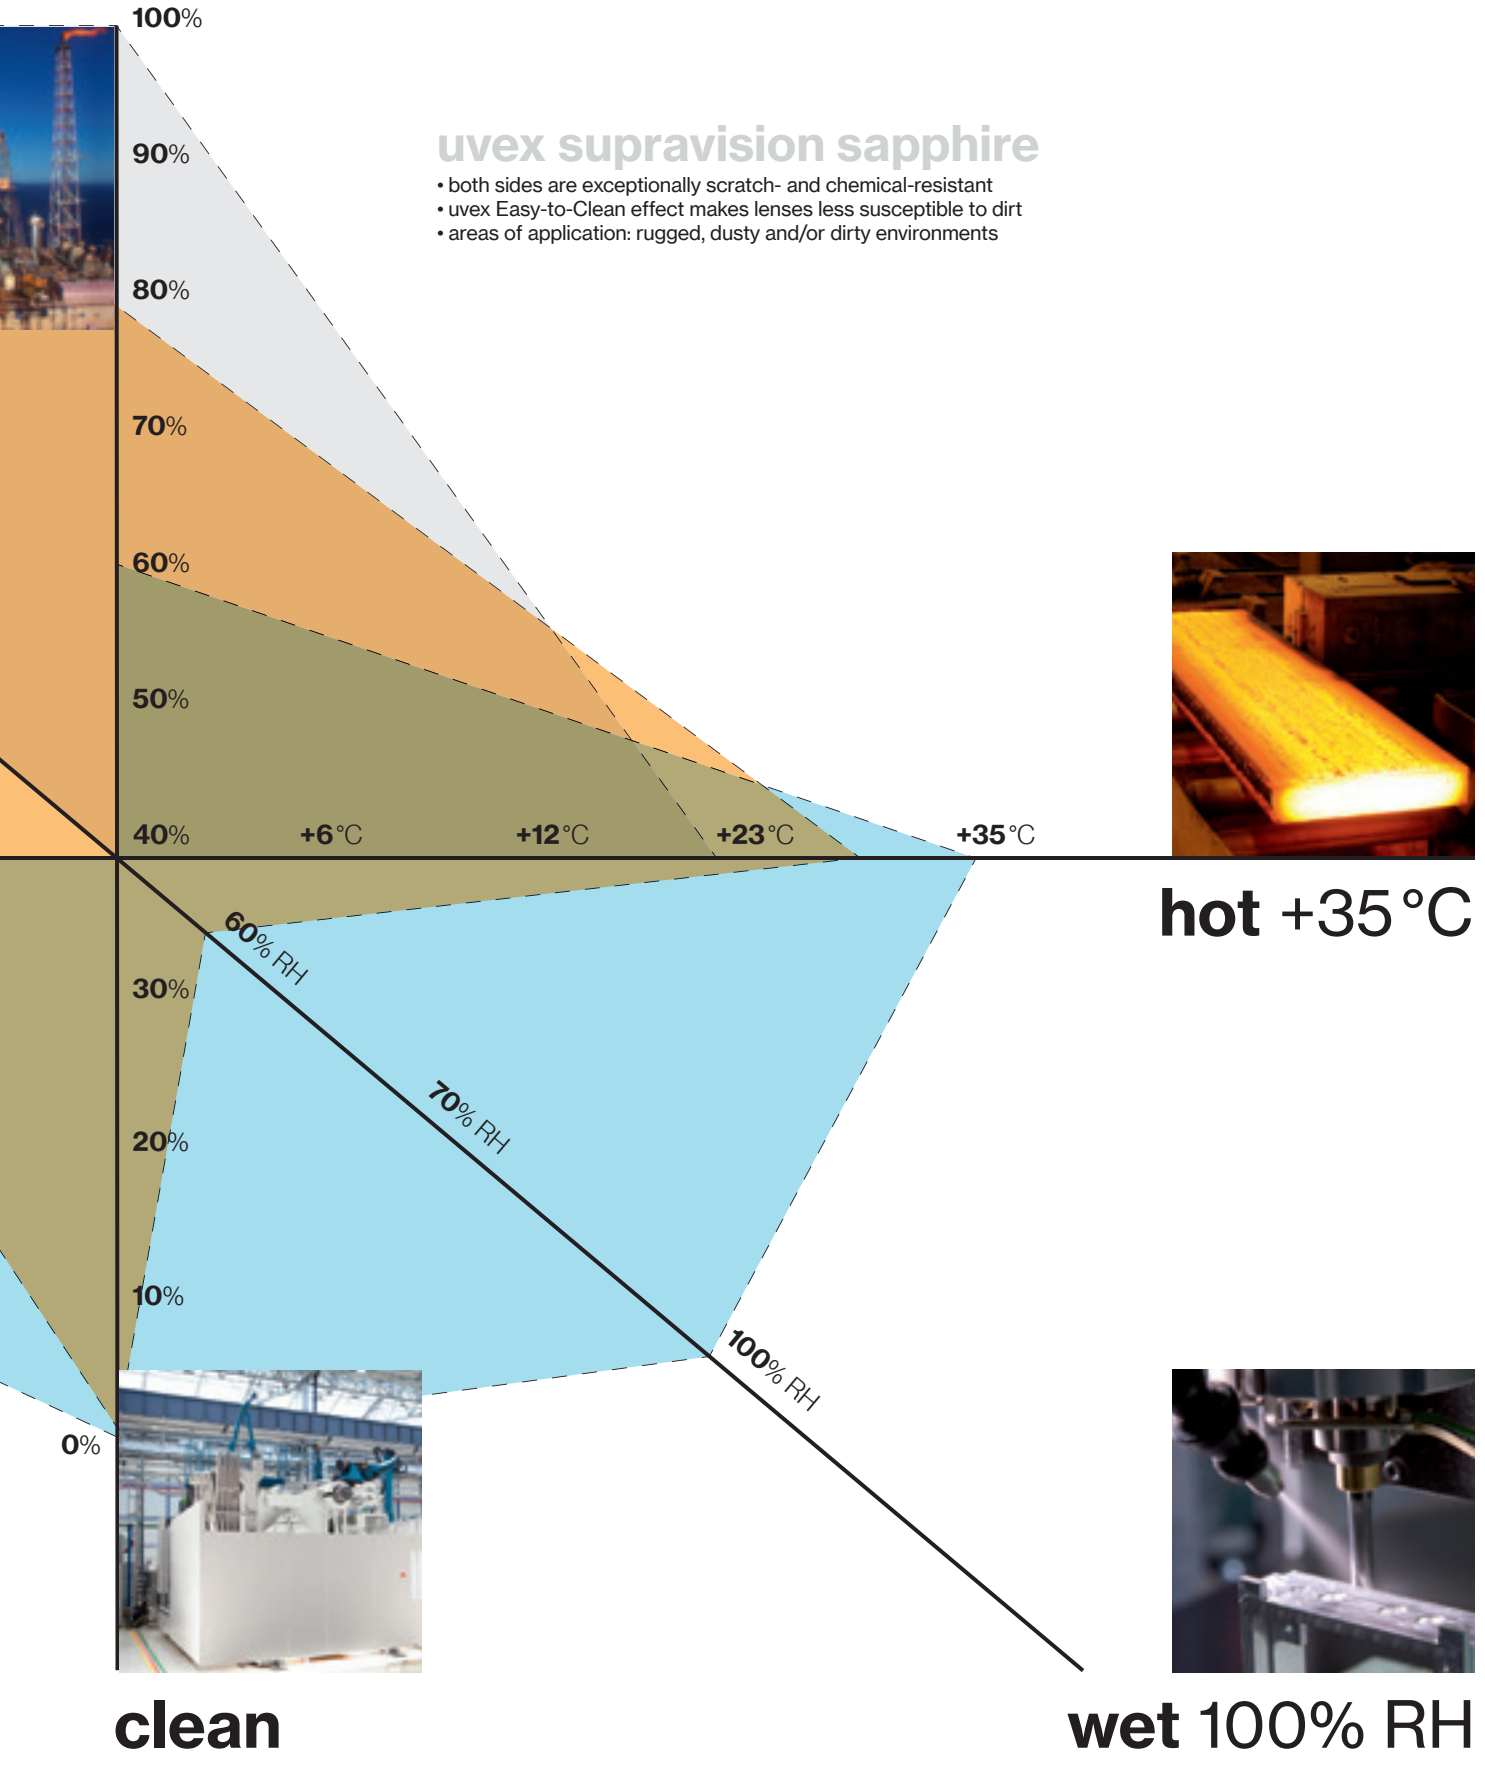 100%
90%
uvex supravision sapphire
• both sides are exceptionally scratch- and chemical-resistant
• uvex Easy-to-Clean effect makes lenses less susceptible to dirt
• areas of application: rugged, dusty and/or dirty environments
80%
70%
60%
50%
40%
+6 °C
+12 °C
+23 °C
+35 °C
hot +35 °C
60% RH
30%
70% RH
20%
10%
100% RH
0%
clean
wet 100% RH